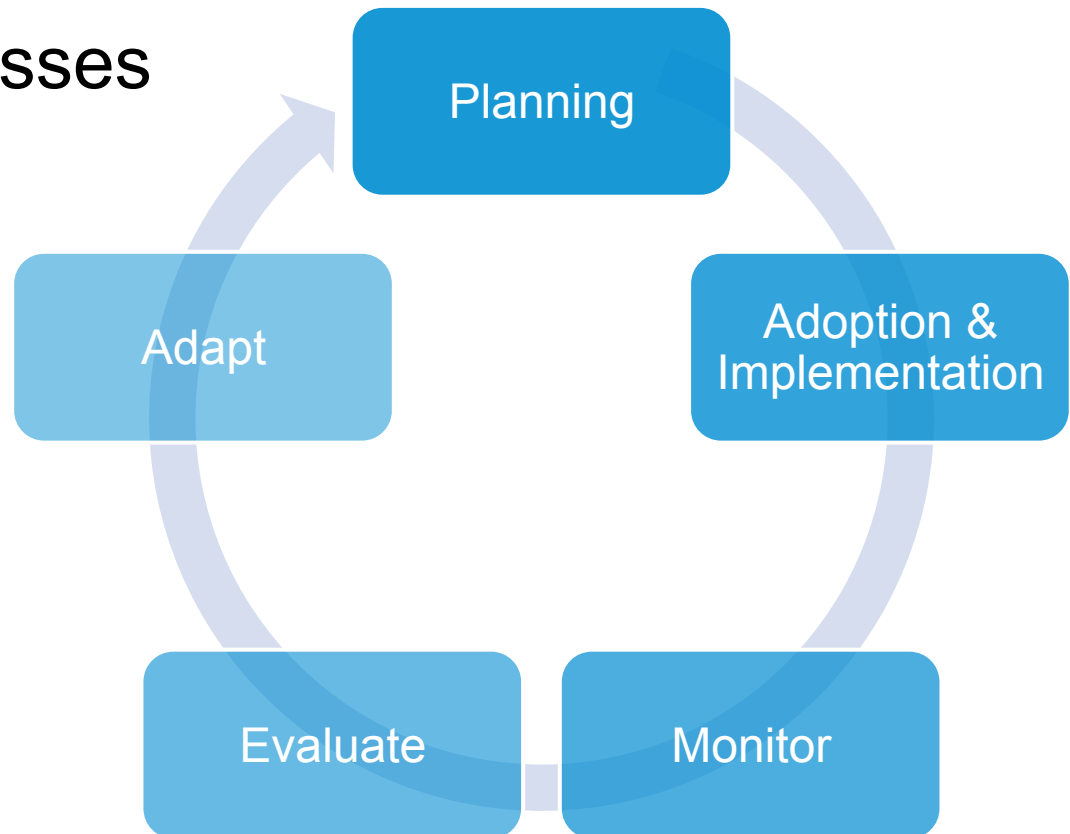 sses
Planning
Adoption &
Implementation
Monitor
Evaluate
Adapt